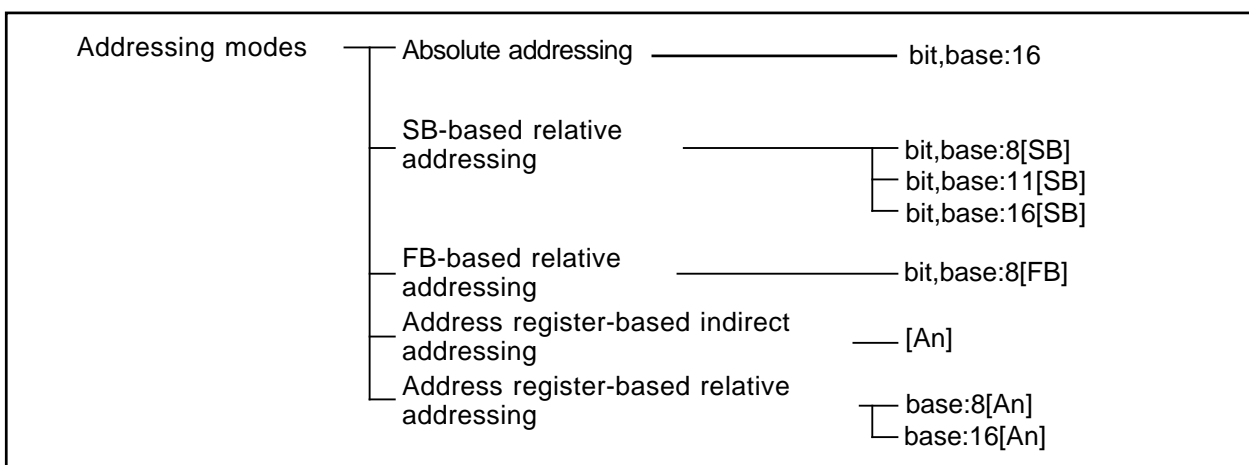 Addressing modes
Absolute addressing
bit,base:16
SB-based relative
addressing
bit,base:8[SB]
bit,base:11[SB]
bit,base:16[SB]
FB-based relative
addressing
bit,base:8[FB]
Address register-based indirect
addressing
[An]
Address register-based relative
addressing
base:8[An]
base:16[An]